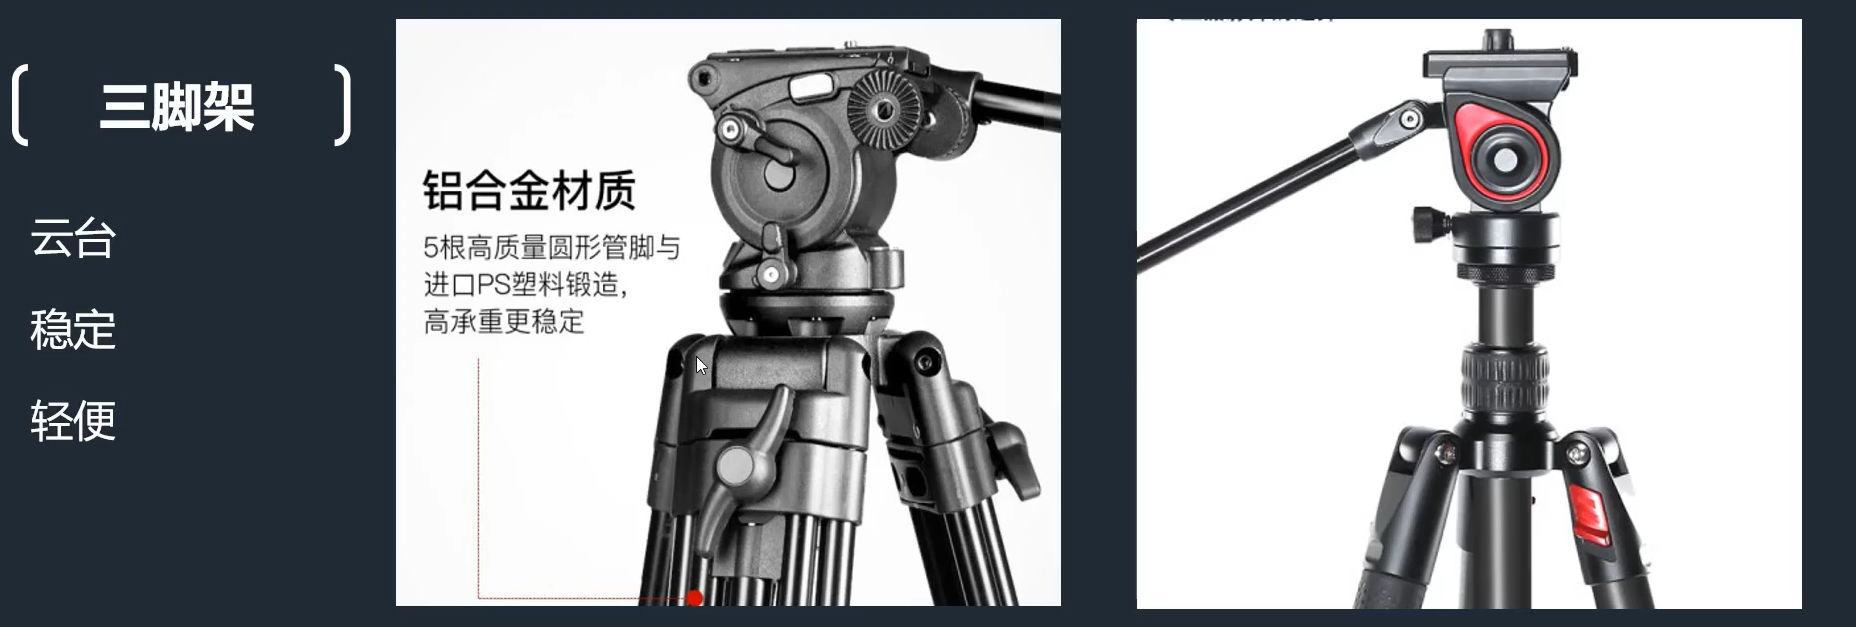 三脚架
云台
稳定
轻便
铝合金材质
5根高质量圆形管脚与
进口PS塑料锻造，
高承重更稳定